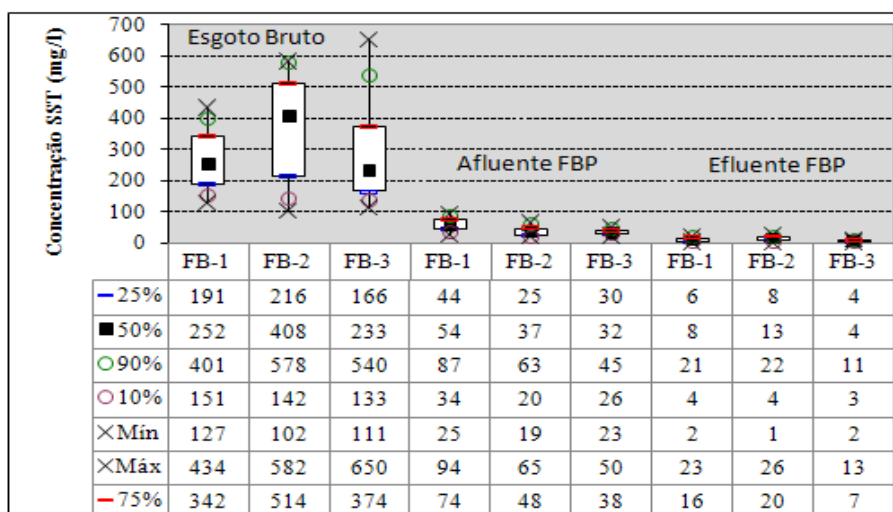 Concentração SST (mg/l)
700
600
500
400
300
200
100
0
Esgoto Bruto
Afluente FBP
Efluente FBP
FB-1 FB-2 FB-3 FB-1 FB-2 FB-3 FB-1 FB-2 FB-3
25% 191 216 166 44 25 30 6 8 4
50% 252 408 233 54 37 32 8 13 4
90% 401 578 540 87 63 45 21 22 11
10% 151 142 133 34 20 26 4 4 3
Mín 127 102 111 25 19 23 2 1 2
Máx 434 582 650 94 65 50 23 26 13
75% 342 514 374 74 48 38 16 20 7